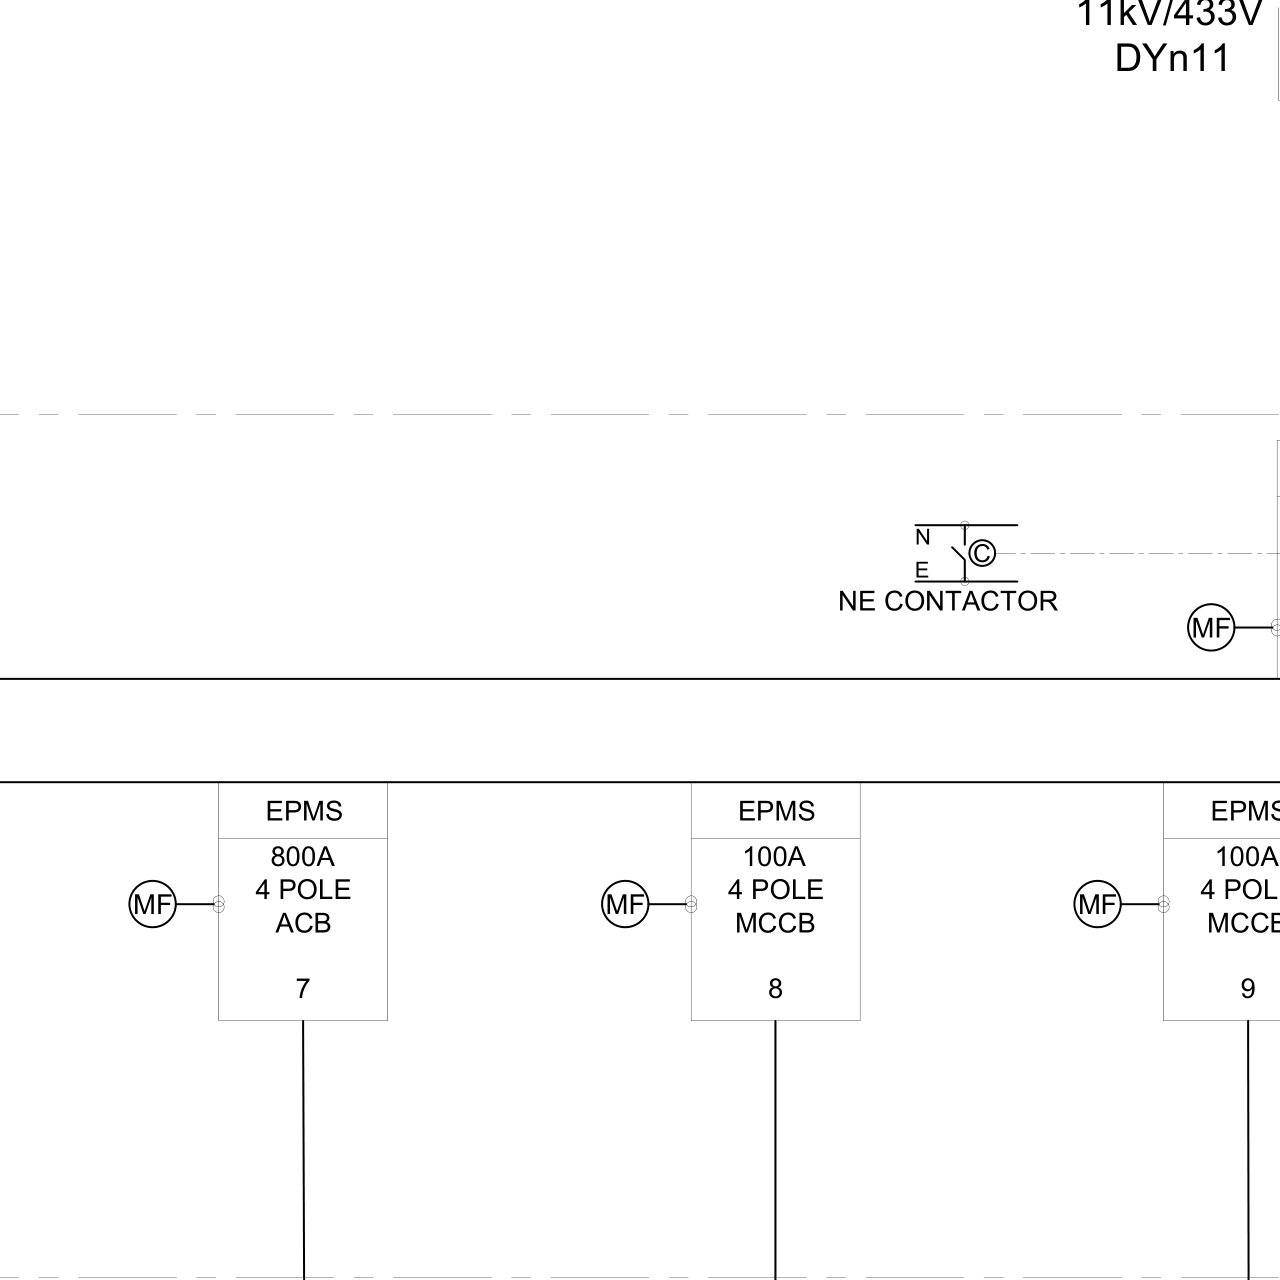 11kV/433V
DYn11
N
C
E
NE CONTACTOR
MF
EPMS
800A
4 POLE
ACB
7
MF
EPMS
100A
4 POLE
MCCB
8
MF
EPMS
100A
4 POL
MCCB
9
MF